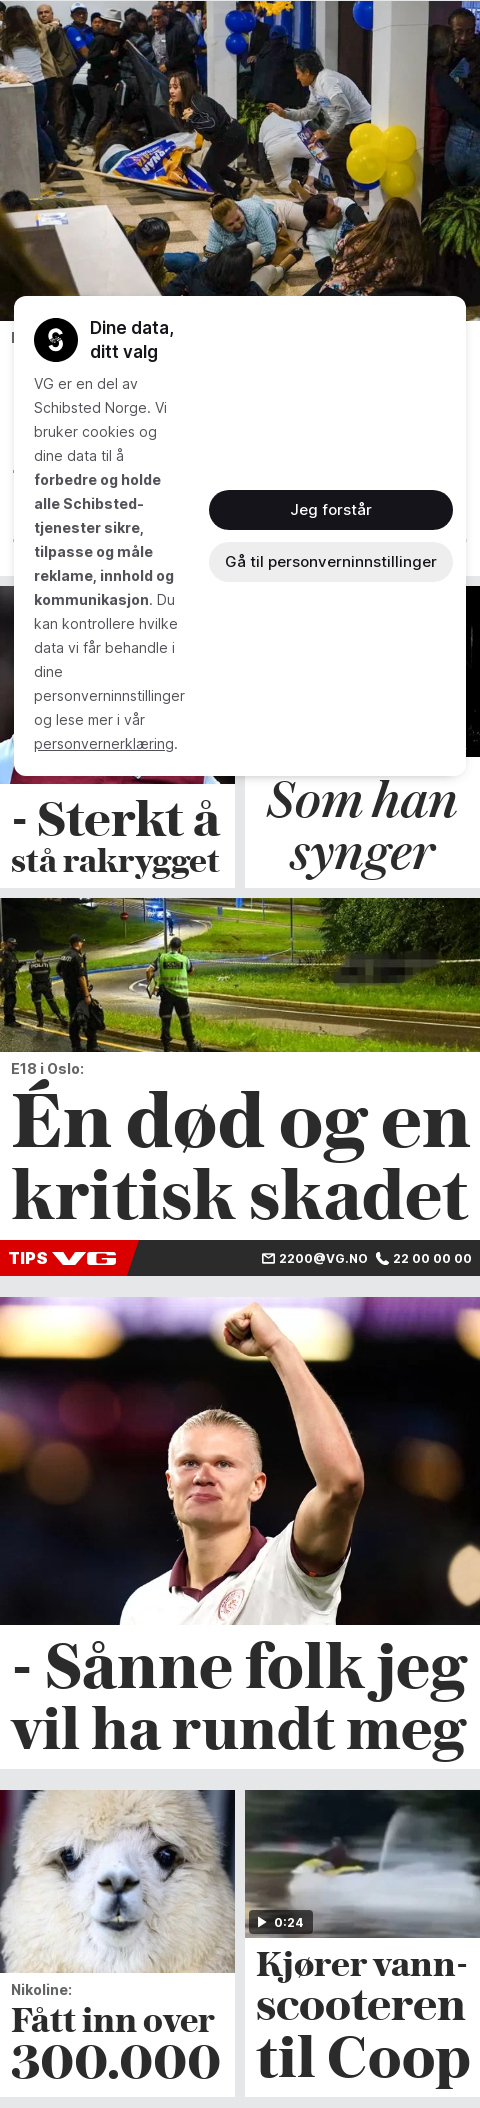 Dine data,
ditt valg
VG er en del av
Schibsted Norge. Vi
bruker cookies og
dine data til å
forbedre og holde
alle Schibsted-
tjenester sikre,
tilpasse og måle
reklame, innhold og
kommunikasjon. Du
kan kontrollere hvilke
data vi får behandle i
dine
personverninnstillinger
og lese mer i vår
personvernerklæring.
Jeg forstår
Gå til personverninnstillinger
- Sterkt å
stå rakrygget
Som han
synger
E18 i Oslo:
Én død og en
kritisk skadet
TIPS VG 2200@VG.NO 22 00 00 00
- Sånne folk jeg
vil ha rundt meg
Nikoline:
Fått inn over
300.000
0:24
Kjører vann-
scooteren
til Coop